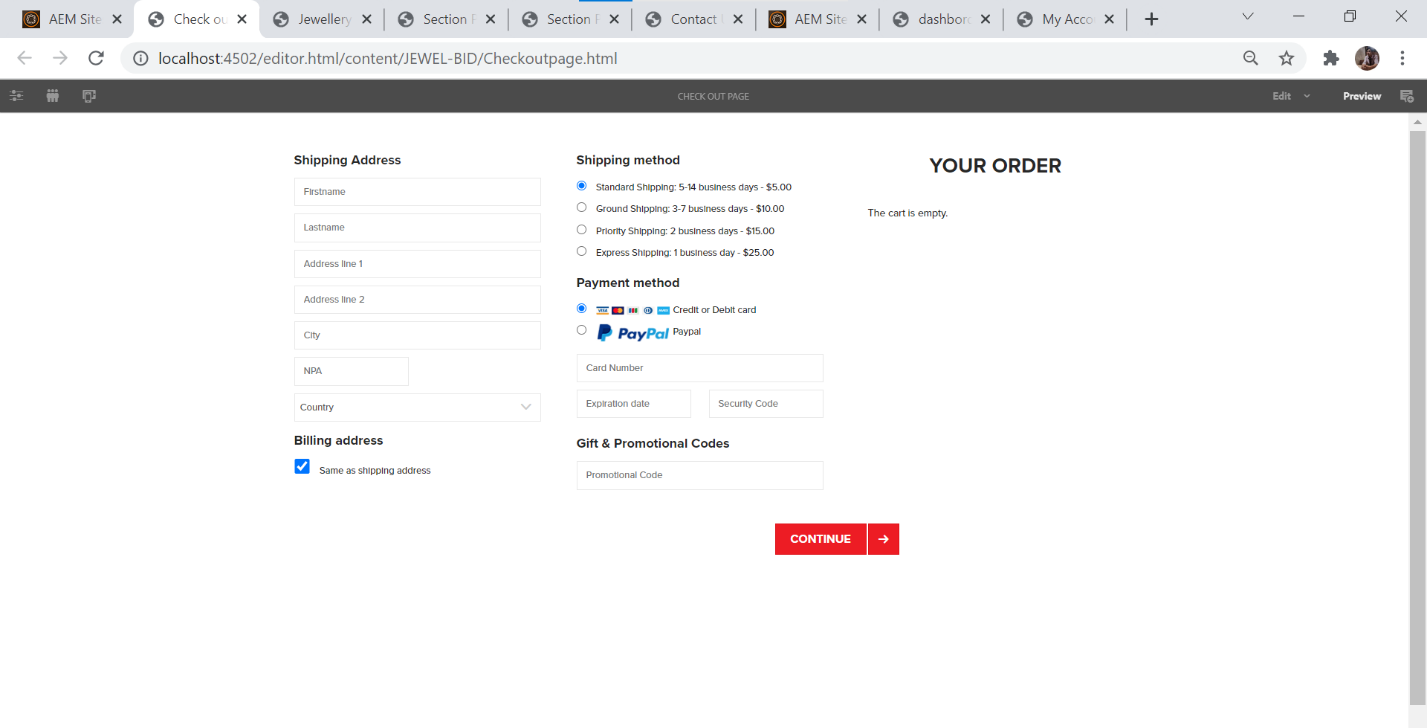 AEM Site
Check ou
Jewellery
Section F
Section F
Contact
AEM Site
dashboro
My Acco
localhost:4502/editor.html/content/JEWEL-BID/Checkoutpage.html
CHECK OUT PAGE
Edit
Preview
Shipping Address
Firstname
Lastname
Address line 1
Address line 2
City
NPA
Country
Billing address
Same as shipping address
Shipping method
Standard Shipping: 5-14 business days - $5.00
Ground Shipping: 3-7 business days - $10.00
Priority Shipping: 2 business days - $15.00
Express Shipping: 1 business day - $25.00
Payment method
VISA Credit or Debit card
PayPal Paypal
Card Number
Expiration date Security Code
Gift & Promotional Codes
Promotional Code
YOUR ORDER
The cart is empty.
CONTINUE